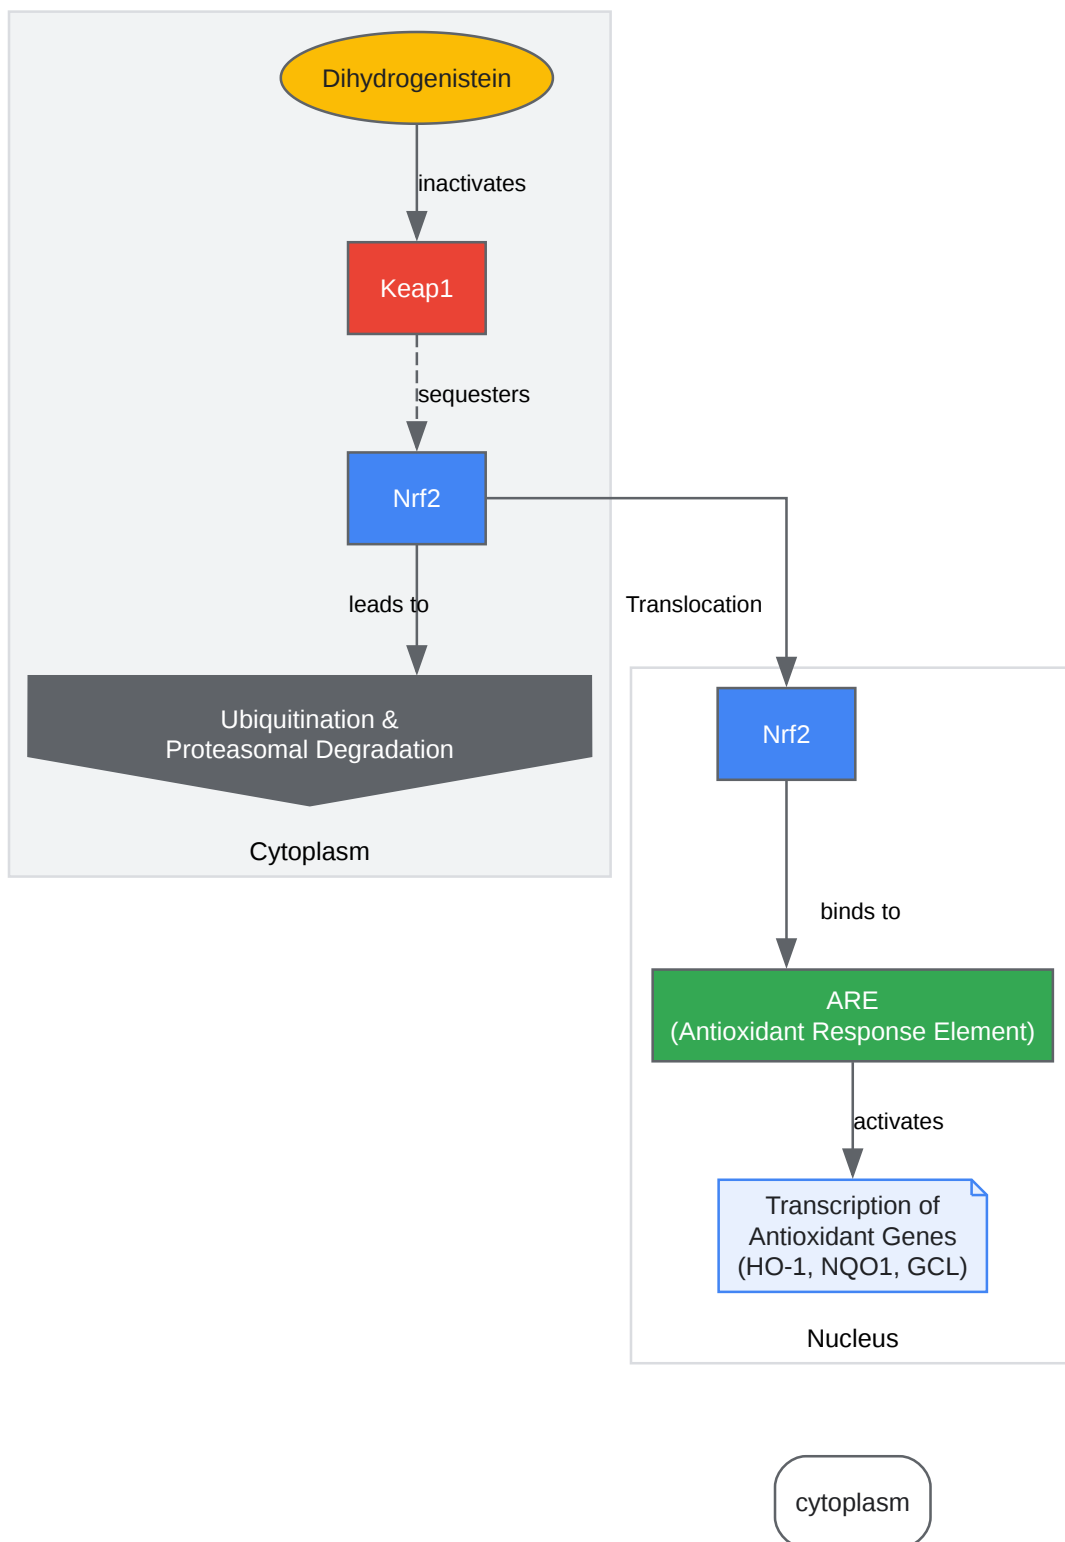 Dihydrogenistein
inactivates
Keap1
sequesters
Nrf2
leads to
Translocation
Ubiquitination &
Proteasomal Degradation
Cytoplasm
Nrf2
binds to
ARE
(Antioxidant Response Element)
activates
Transcription of
Antioxidant Genes
(HO-1, NQO1, GCL)
Nucleus
cytoplasm